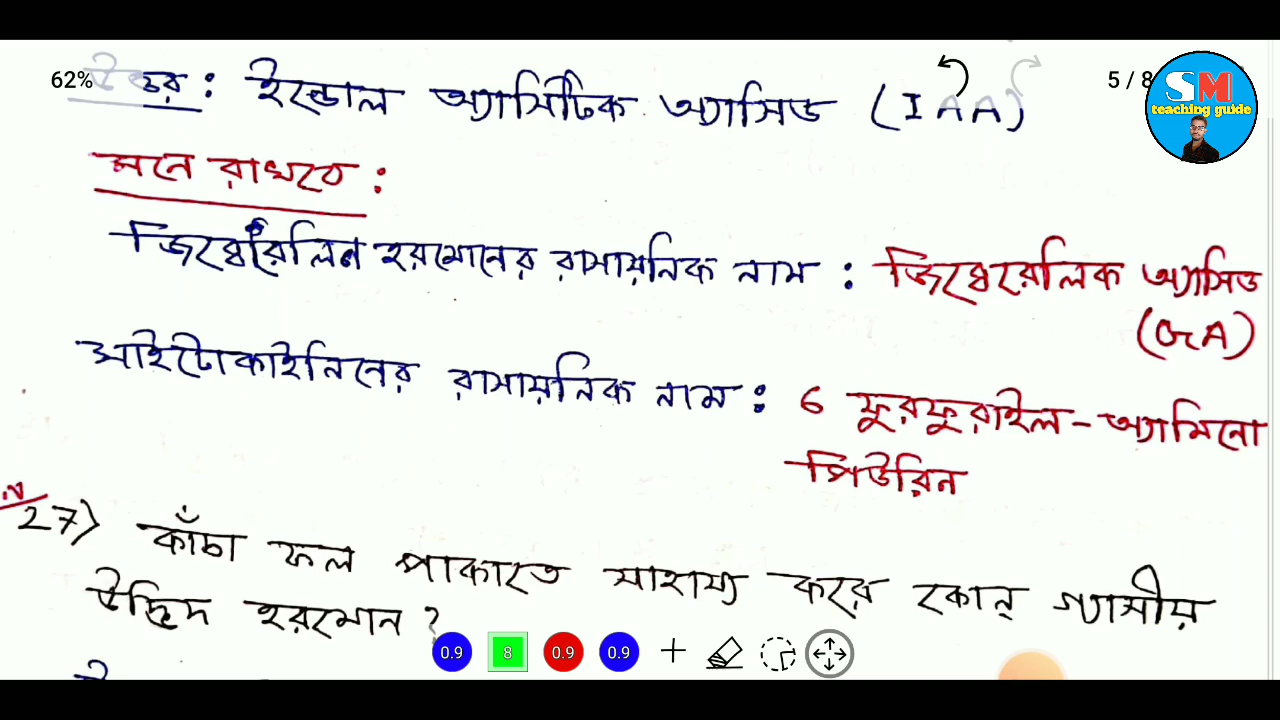 62%
5 / 8
SM
teaching guide
উত্তর : ইন্ডোল অ্যাসিটিক অ্যাসিড (IAA)
মনে রাখবে :
জিব্বেরেলিন হরমোনের রাসায়নিক নাম : জিব্বেরেলিক অ্যাসিড
(GA)
সাইটোকাইনিনের রাসায়নিক নাম : 6 ফুরফুরাইল-অ্যামিনো
পিউরিন
27) কাঁচা ফল পাকাতে সাহায্য করে কোন্ গ্যাসীয়
উদ্ভিদ হরমোন ?
0.9 8 0.9 0.9